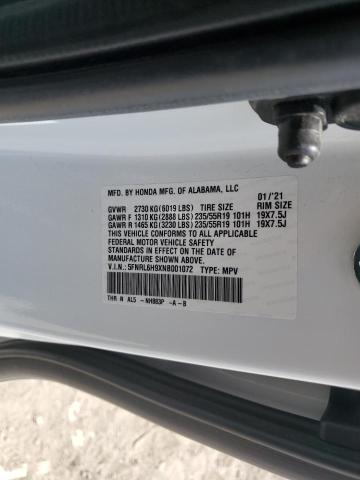 MFD. BY HONDA MFG. OF ALABAMA, LLC 01/'21
GVWR 2730 KG(6019 LBS) TIRE SIZE RIM SIZE
GAWR F 1310 KG(2888 LBS) 235/55R19 101H 19X7.5J
GAWR R 1465 KG(3230 LBS) 235/55R19 101H 19X7.5J
THIS VEHICLE CONFORMS TO ALL APPLICABLE
FEDERAL MOTOR VEHICLE SAFETY
STANDARDS IN EFFECT ON THE
DATE OF MANUFACTURE SHOWN ABOVE.
V.I.N.: 5FNRL6H9XNB001072 TYPE: MPV
THR N AL5 -NH883P -A-B